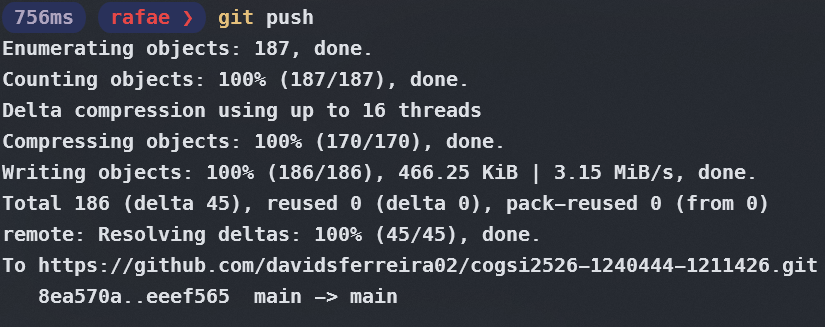 756ms rafae ❯ git push
Enumerating objects: 187, done.
Counting objects: 100% (187/187), done.
Delta compression using up to 16 threads
Compressing objects: 100% (170/170), done.
Writing objects: 100% (186/186), 466.25 KiB | 3.15 MiB/s, done.
Total 186 (delta 45), reused 0 (delta 0), pack-reused 0 (from 0)
remote: Resolving deltas: 100% (45/45), done.
To https://github.com/davidsferreira02/cogsi2526-1240444-1211426.git
   8ea570a..eeef565  main -> main